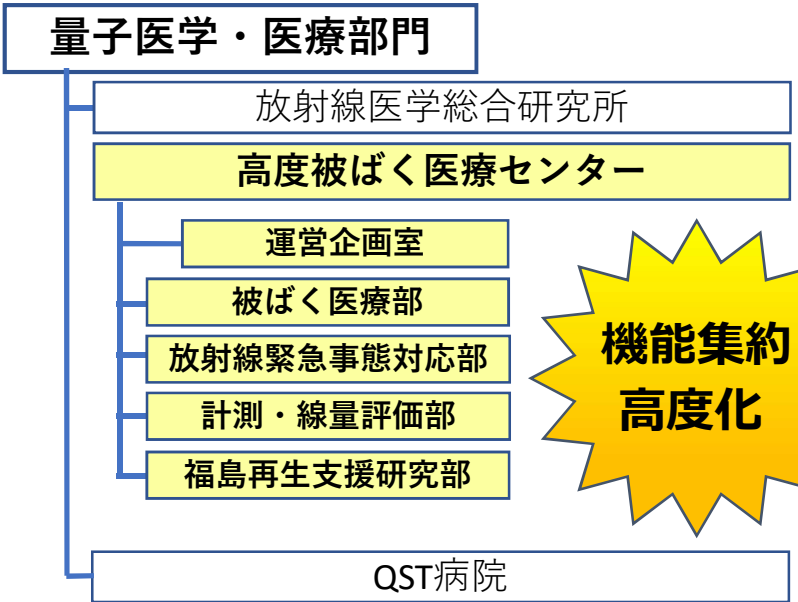 量子医学・医療部門
放射線医学総合研究所
高度被ばく医療センター
運営企画室
被ばく医療部
放射線緊急事態対応部
計測・線量評価部
福島再生支援研究部
機能集約
高度化
QST病院